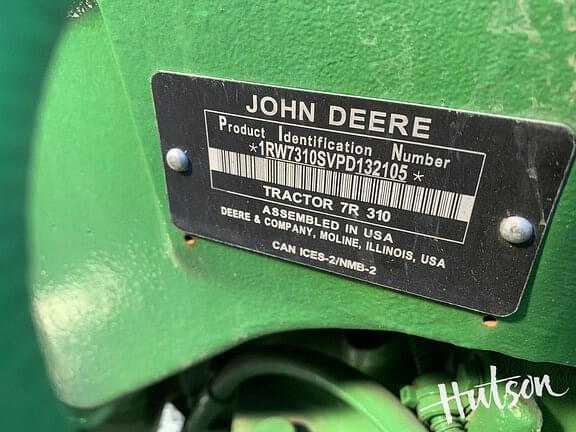 JOHN DEERE
Product Identification Number
*1RW7310SVPD132105*
TRACTOR 7R 310
ASSEMBLED IN USA
DEERE & COMPANY, MOLINE, ILLINOIS, USA
CAN ICES-2/NMB-2
Hutson